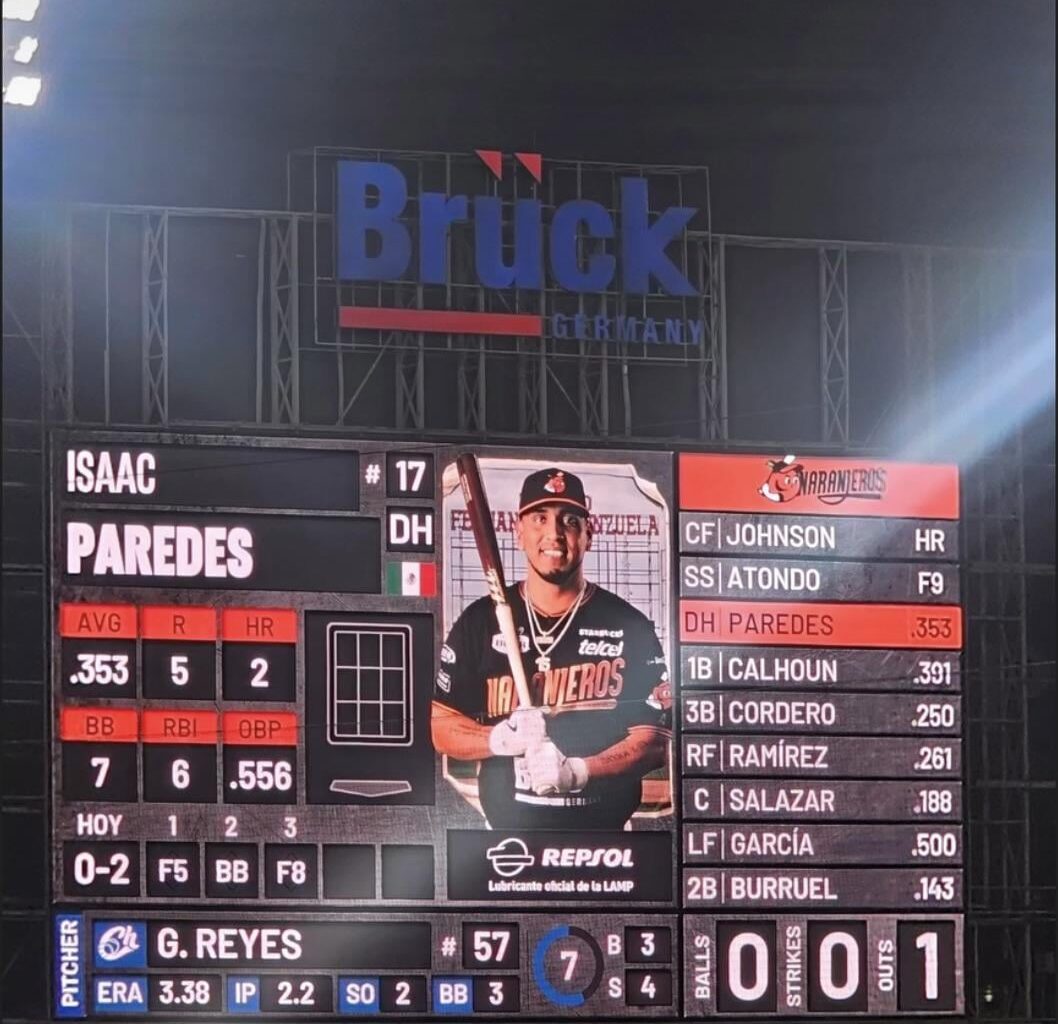 Brück
GERMANY
ISAAC # 17
PAREDES DH
AVG R HR
.353 5 2
BB RBI OBP
7 6 .556
HOY 1 2 3
0-2 F5 BB F8
telcel
NARANJEROS
REPSOL
Lubricante oficial de la LAMP
NARANJEROS
CF JOHNSON HR
SS ATONDO F9
DH PAREDES .353
1B CALHOUN .391
3B CORDERO .250
RF RAMÍREZ .261
C SALAZAR .188
LF GARCÍA .500
2B BURRUEL .143
PITCHER Ch G. REYES # 57
ERA 3.38 IP 2.2 SO 2 BB 3
7 B 3
S 4
BALLS 0 STRIKES 0 OUTS 1